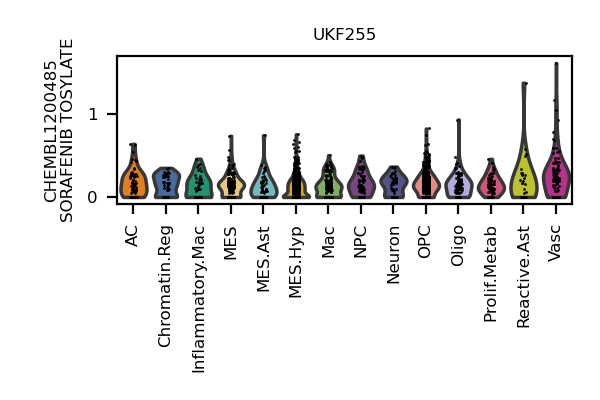 UKF255
CHEMBL1200485
SORAFENIB TOSYLATE
1
0
AC
Chromatin.Reg
Inflammatory.Mac
MES
MES.Ast
MES.Hyp
Mac
NPC
Neuron
OPC
Oligo
Prolif.Metab
Reactive.Ast
Vasc